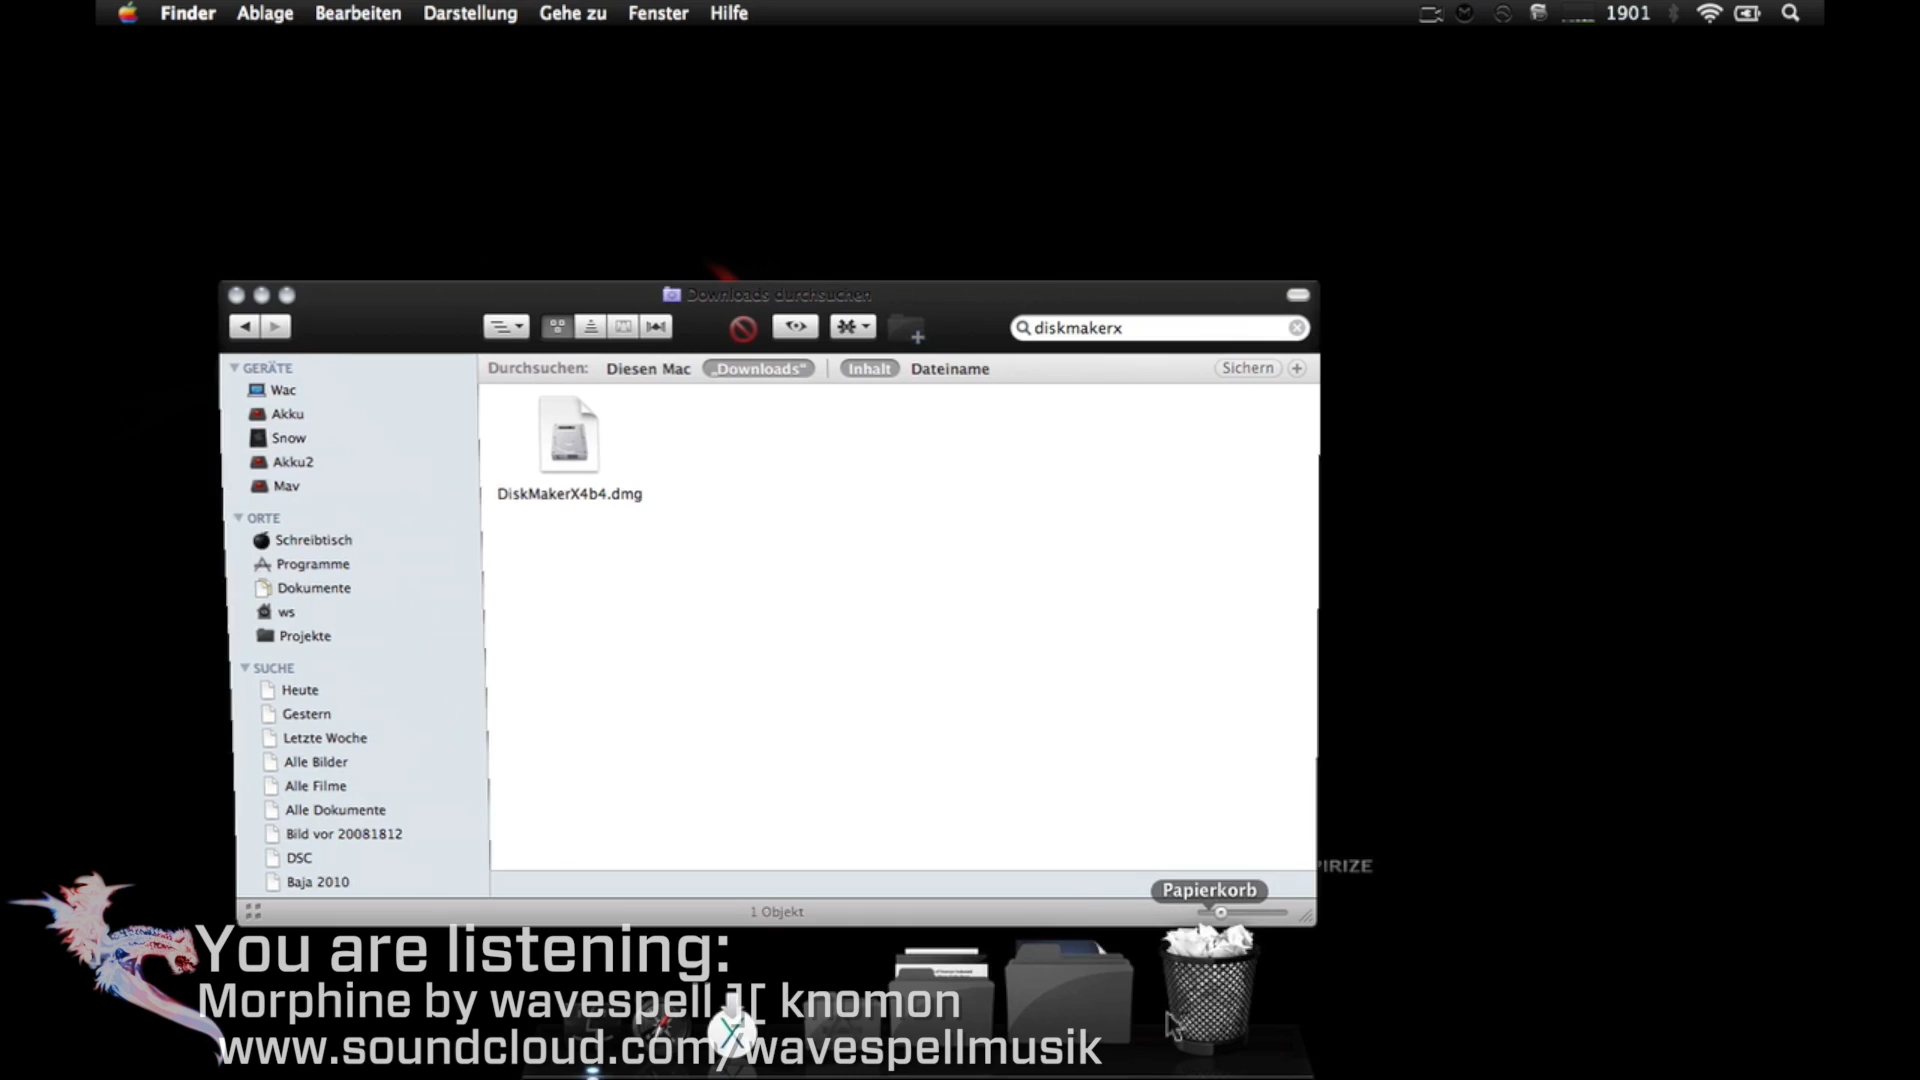 Finder Ablage Bearbeiten Darstellung Gehe zu Fenster Hilfe 1901
Downloads durchsuchen
diskmakerx
Durchsuchen: Diesen Mac „Downloads“ Inhalt Dateiname Sichern
GERÄTE
Wac
Akku
Snow
Akku2
Mav
ORTE
Schreibtisch
Programme
Dokumente
ws
Projekte
SUCHE
Heute
Gestern
Letzte Woche
Alle Bilder
Alle Filme
Alle Dokumente
Bild vor 20081812
DSC
Baja 2010
DiskMakerX4b4.dmg
PIRIZE
Papierkorb
1 Objekt
You are listening:
Morphine by wavespell ][ knomon
www.soundcloud.com/wavespellmusik